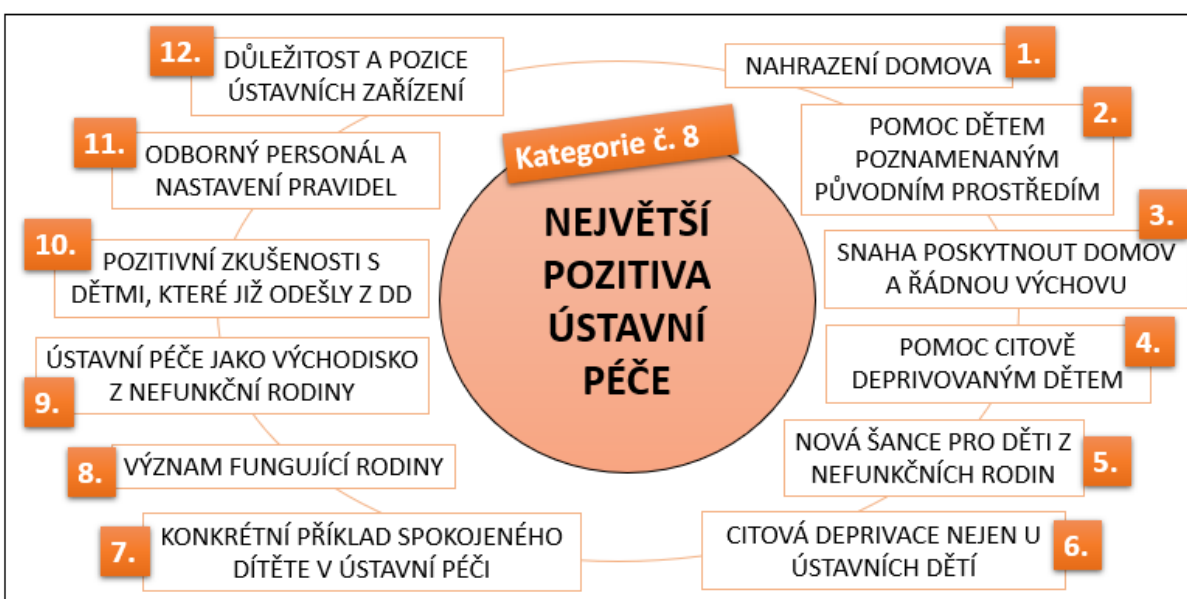 Kategorie č. 8
NEJVĚTŠÍ
POZITIVA
ÚSTAVNÍ
PÉČE
1.
NAHRAZENÍ DOMOVA
2.
POMOC DĚTEM
POZNAMENANÝM
PŮVODNÍM PROSTŘEDÍM
3.
SNAHA POSKYTNOUT DOMOV
A ŘÁDNOU VÝCHOVU
4.
POMOC CITOVĚ
DEPRIVOVANÝM DĚTEM
5.
NOVÁ ŠANCE PRO DĚTI Z
NEFUNKČNÍCH RODIN
6.
CITOVÁ DEPRIVACE NEJEN U
ÚSTAVNÍCH DĚTÍ
7.
KONKRÉTNÍ PŘÍKLAD SPOKOJENÉHO
DÍTĚTE V ÚSTAVNÍ PÉČI
8.
VÝZNAM FUNGUJÍCÍ RODINY
9.
ÚSTAVNÍ PÉČE JAKO VÝCHODISKO
Z NEFUNKČNÍ RODINY
10.
POZITIVNÍ ZKUŠENOSTI S
DĚTMI, KTERÉ JIŽ ODEŠLY Z DD
11.
ODBORNÝ PERSONÁL A
NASTAVENÍ PRAVIDEL
12.
DŮLEŽITOST A POZICE
ÚSTAVNÍCH ZAŘÍZENÍ